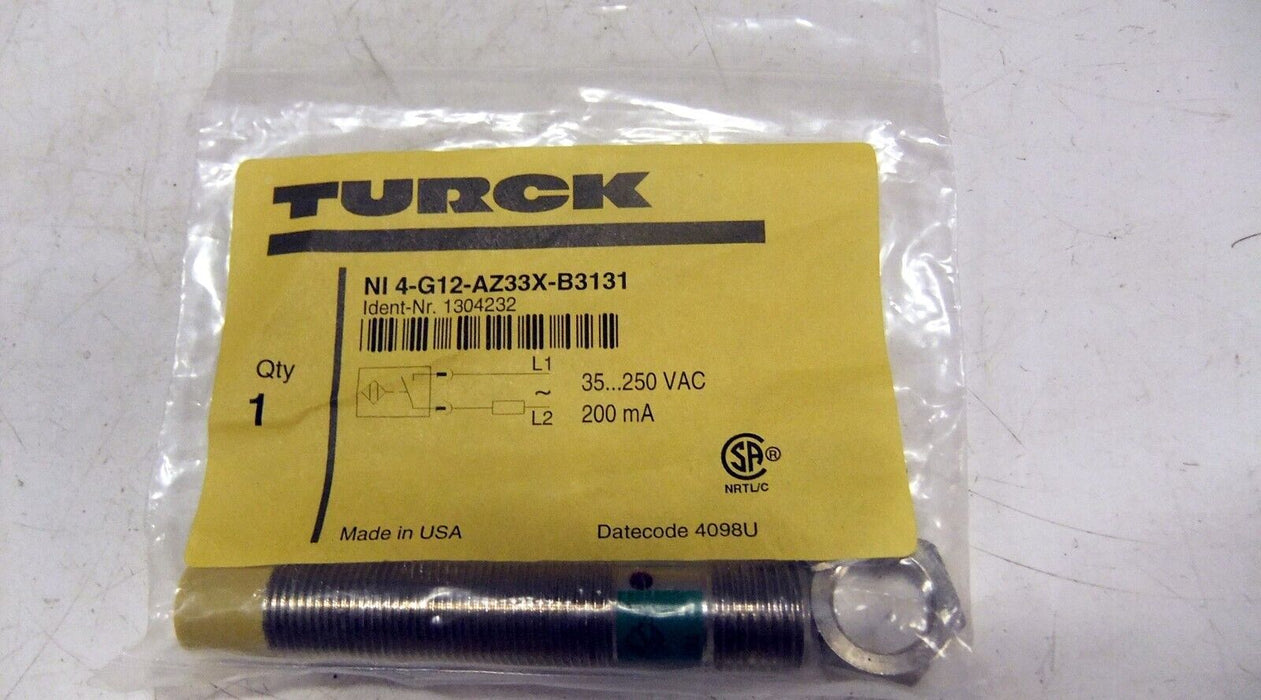 TURCK
NI 4-G12-AZ33X-B3131
Ident-Nr. 1304232
Qty
1
L1
~
L2
35...250 VAC
200 mA
SA ®
NRTL/C
Made in USA
Datecode 4098U